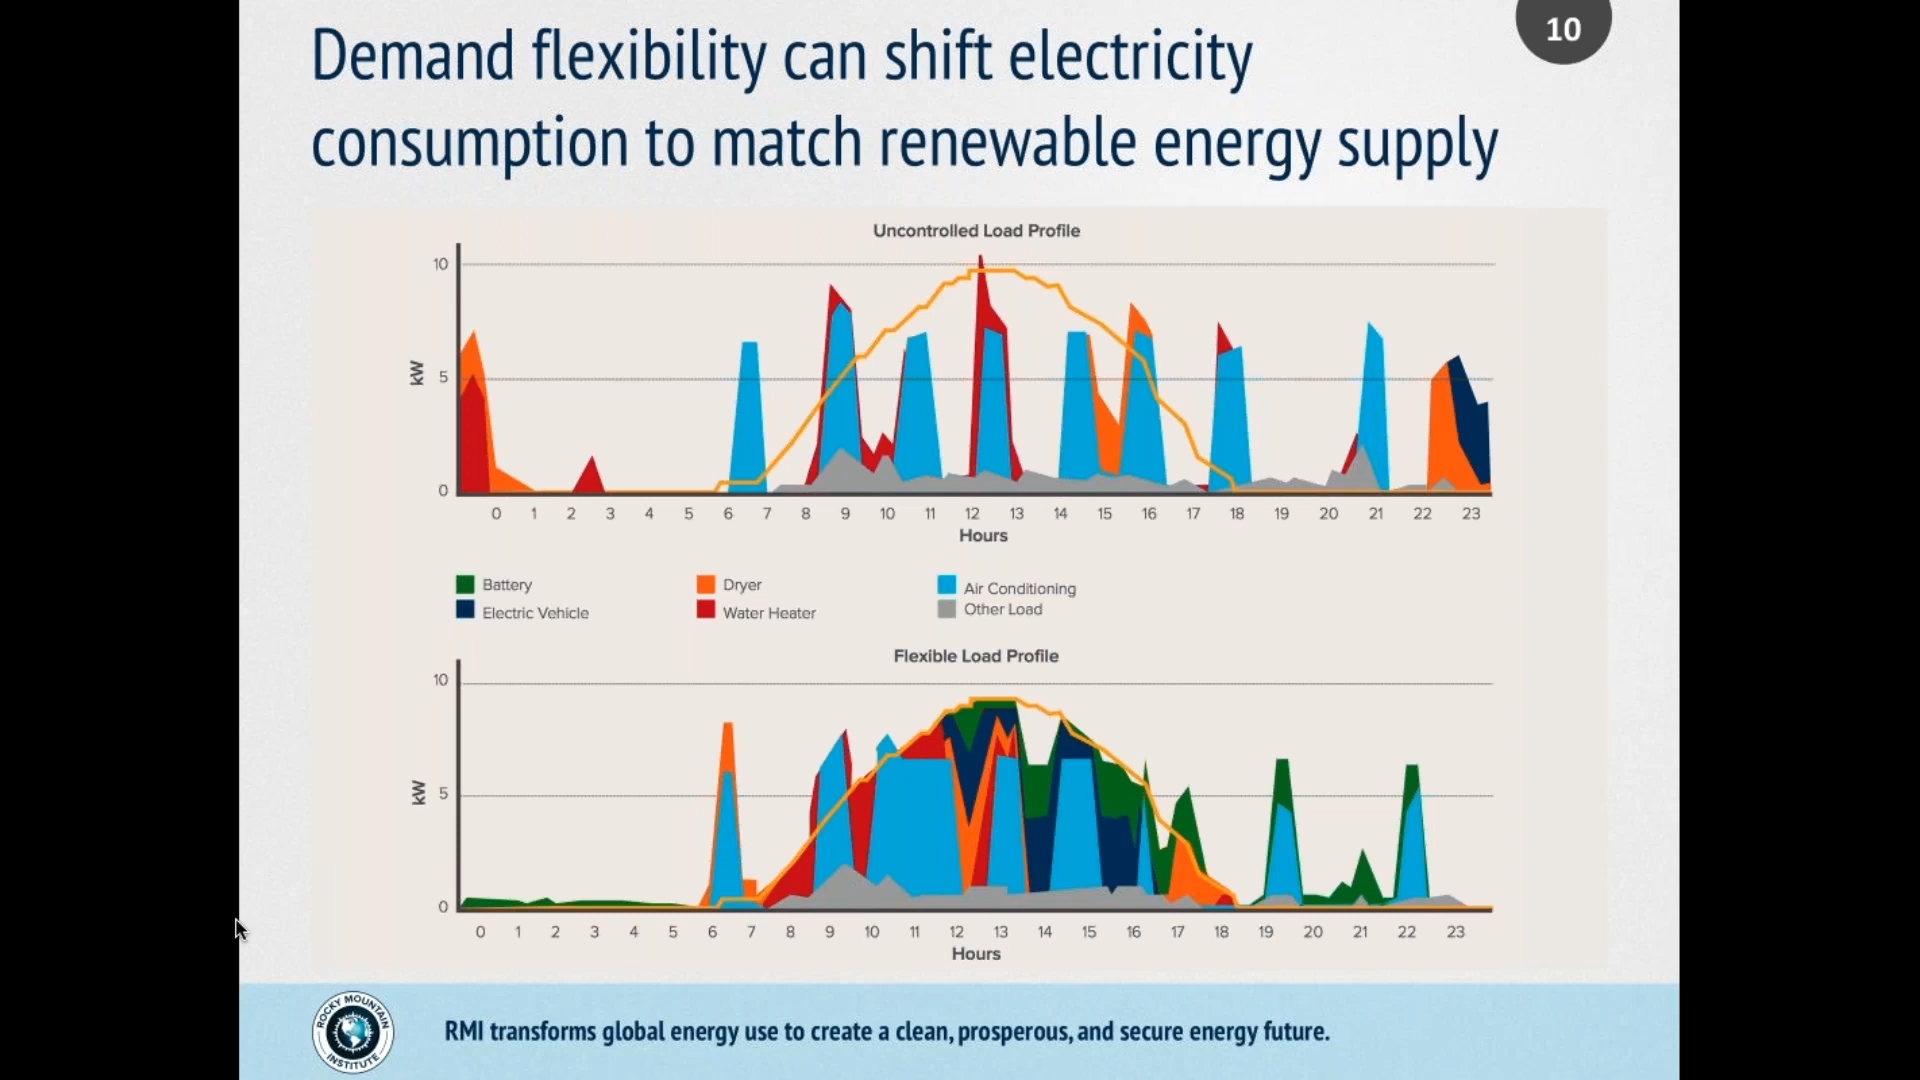 10
Demand flexibility can shift electricity
consumption to match renewable energy supply
Uncontrolled Load Profile
10
5
0
kW
0 1 2 3 4 5 6 7 8 9 10 11 12 13 14 15 16 17 18 19 20 21 22 23
Hours
Battery Dryer Air Conditioning
Electric Vehicle Water Heater Other Load
Flexible Load Profile
10
5
0
kW
0 1 2 3 4 5 6 7 8 9 10 11 12 13 14 15 16 17 18 19 20 21 22 23
Hours
ROCKY MOUNTAIN
INSTITUTE
RMI transforms global energy use to create a clean, prosperous, and secure energy future.